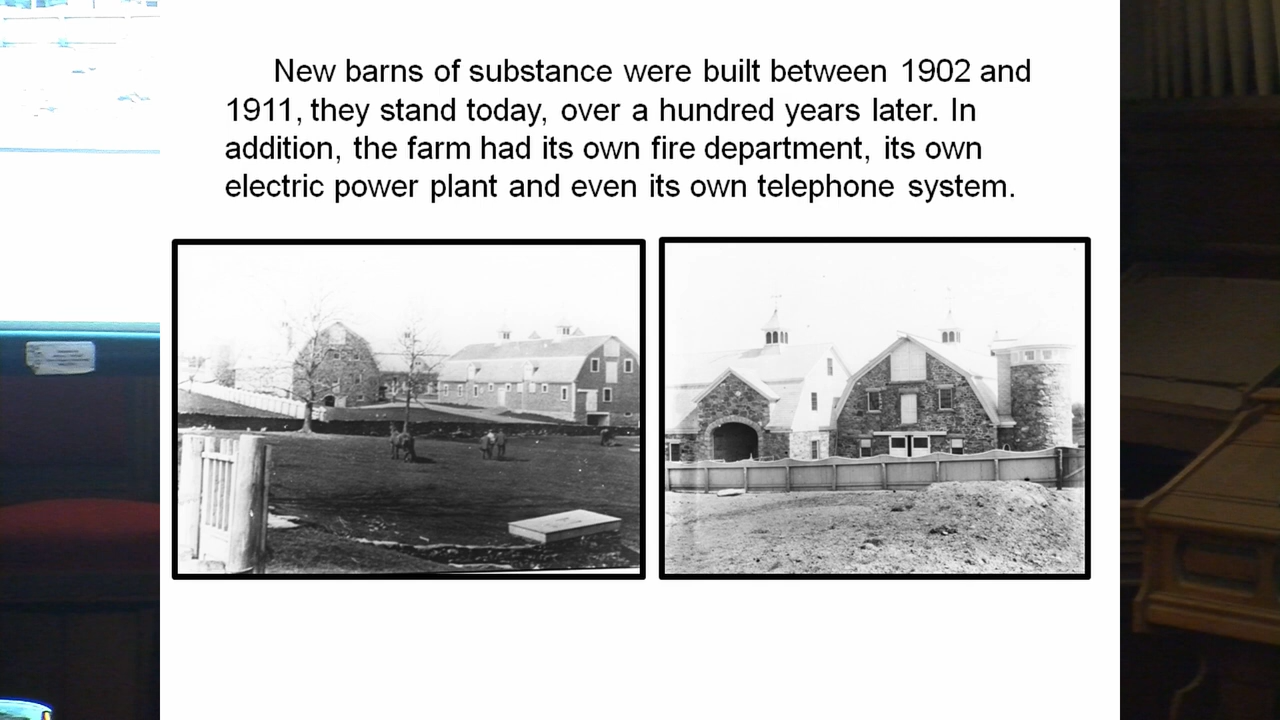 New barns of substance were built between 1902 and
1911, they stand today, over a hundred years later. In
addition, the farm had its own fire department, its own
electric power plant and even its own telephone system.